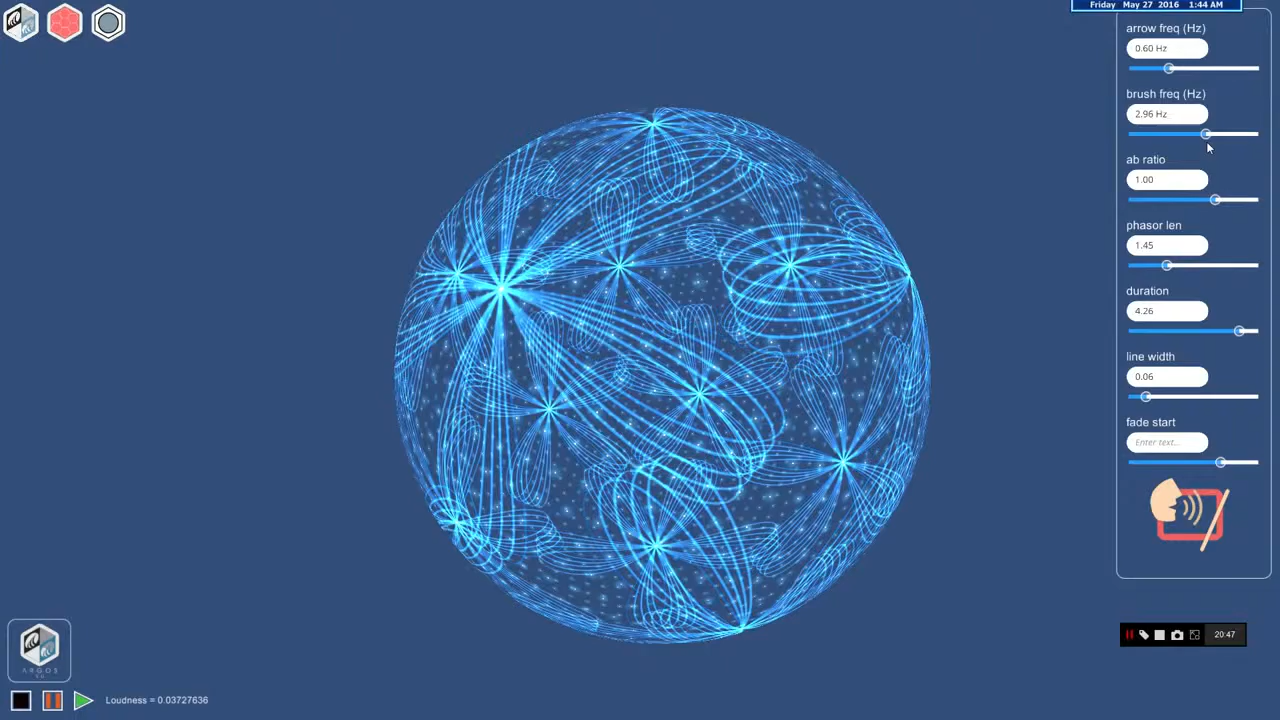 Friday May 27 2016 1:44 AM
arrow freq (Hz)
0.60 Hz
brush freq (Hz)
2.96 Hz
ab ratio
1.00
phasor len
1.45
duration
4.26
line width
0.06
fade start
Enter text...
20:47
ARGOS
Loudness = 0.03727636